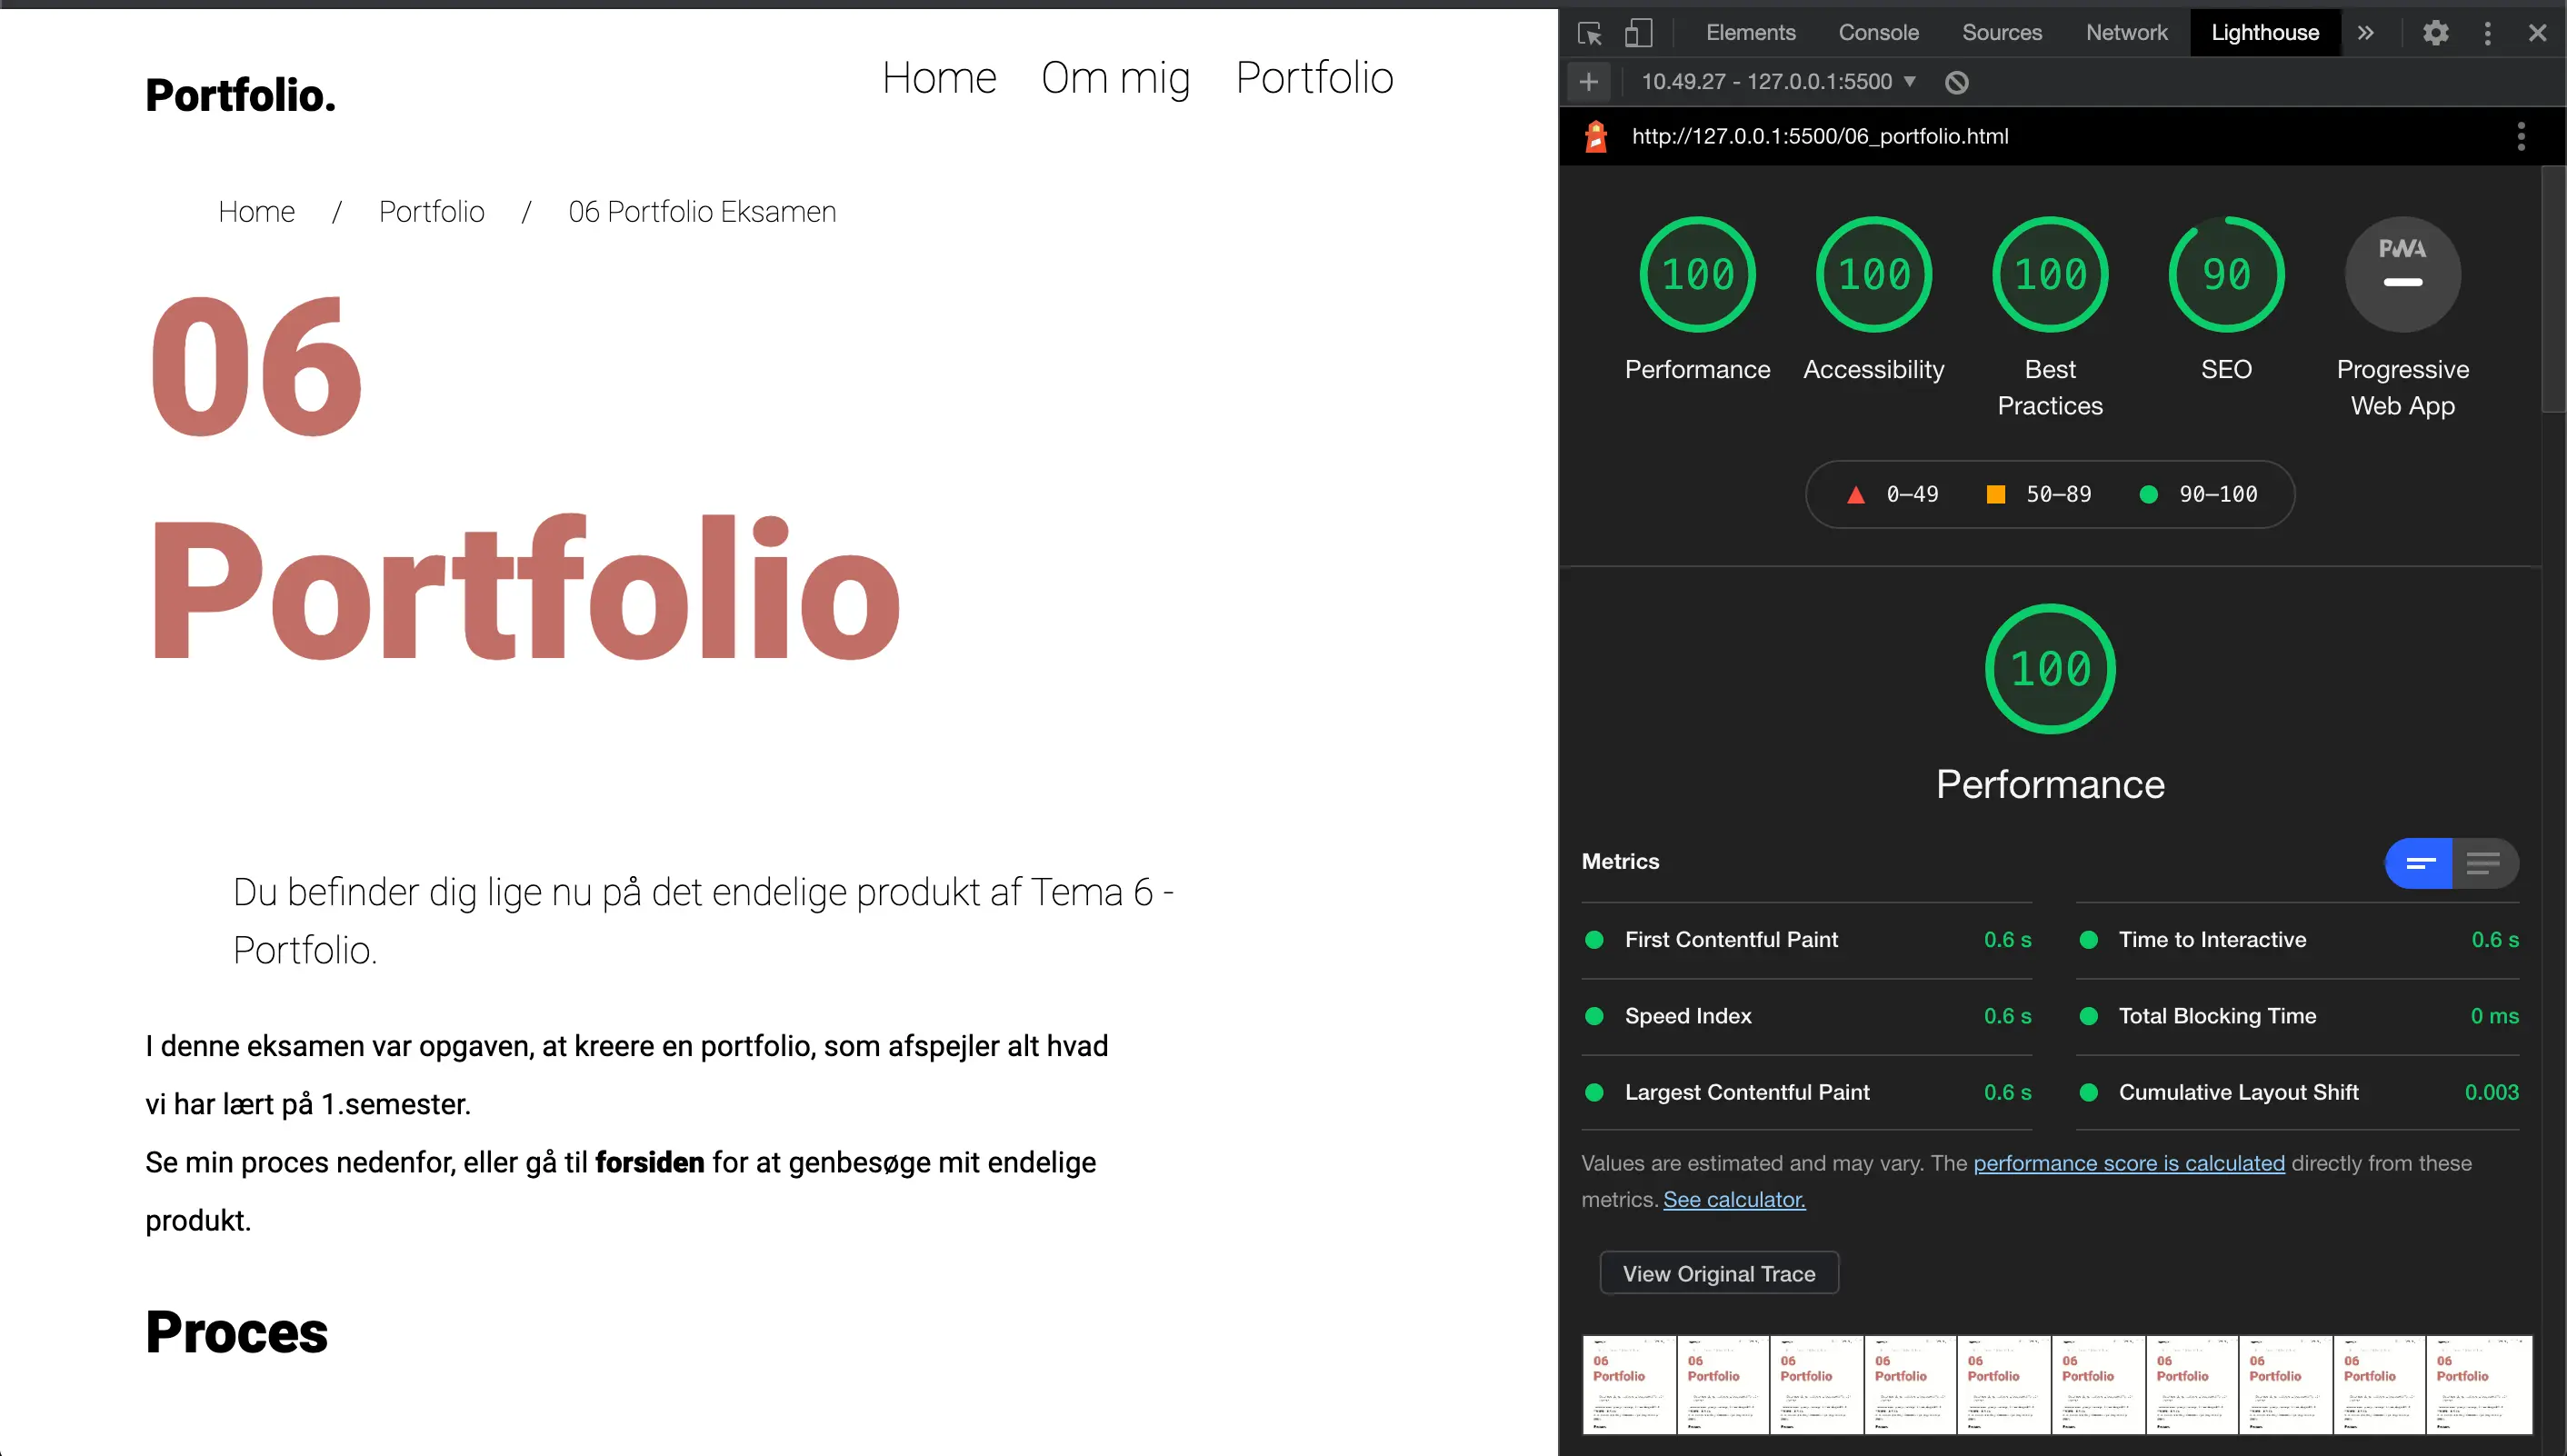 Portfolio.
Home Om mig Portfolio
Home / Portfolio / 06 Portfolio Eksamen
06
Portfolio
Du befinder dig lige nu på det endelige produkt af Tema 6 -
Portfolio.
I denne eksamen var opgaven, at kreere en portfolio, som afspejler alt hvad
vi har lært på 1.semester.
Se min proces nedenfor, eller gå til forsiden for at genbesøge mit endelige
produkt.
Proces
Elements Console Sources Network Lighthouse
10.49.27 - 127.0.0.1:5500
http://127.0.0.1:5500/06_portfolio.html
100 100 100 90 PWA
Performance Accessibility Best Practices SEO Progressive Web App
0–49 50–89 90–100
100
Performance
Metrics
First Contentful Paint 0.6 s
Time to Interactive 0.6 s
Speed Index 0.6 s
Total Blocking Time 0 ms
Largest Contentful Paint 0.6 s
Cumulative Layout Shift 0.003
Values are estimated and may vary. The performance score is calculated directly from these
metrics. See calculator.
View Original Trace
06 06 06 06 06 06 06 06 06 06
Portfolio Portfolio Portfolio Portfolio Portfolio Portfolio Portfolio Portfolio Portfolio Portfolio